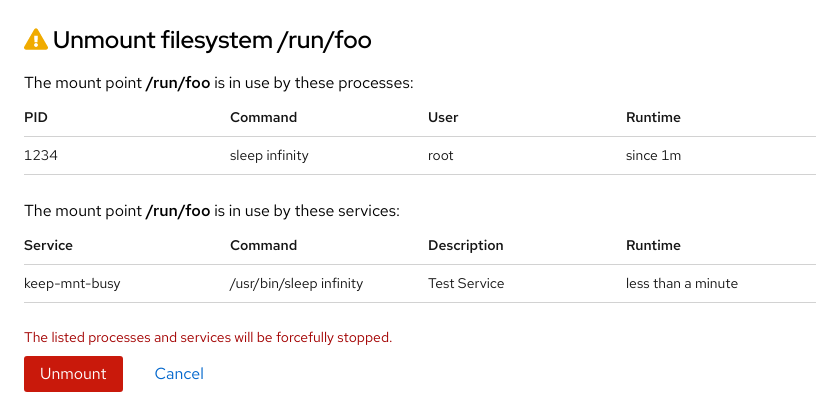 Unmount filesystem /run/foo
The mount point /run/foo is in use by these processes:
PID Command User Runtime
1234 sleep infinity root since 1m
The mount point /run/foo is in use by these services:
Service Command Description Runtime
keep-mnt-busy /usr/bin/sleep infinity Test Service less than a minute
The listed processes and services will be forcefully stopped.
Unmount Cancel